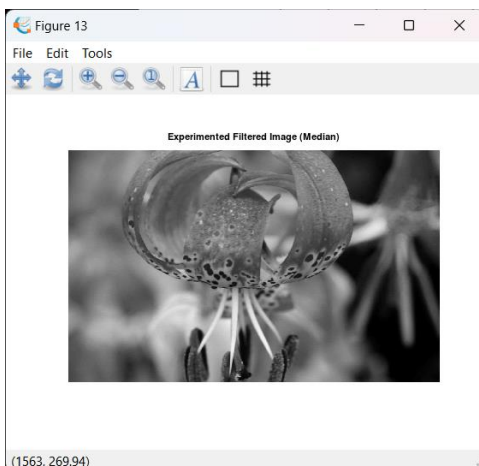 Figure 13
File Edit Tools
A
Experimented Filtered Image (Median)
(1563, 269.94)